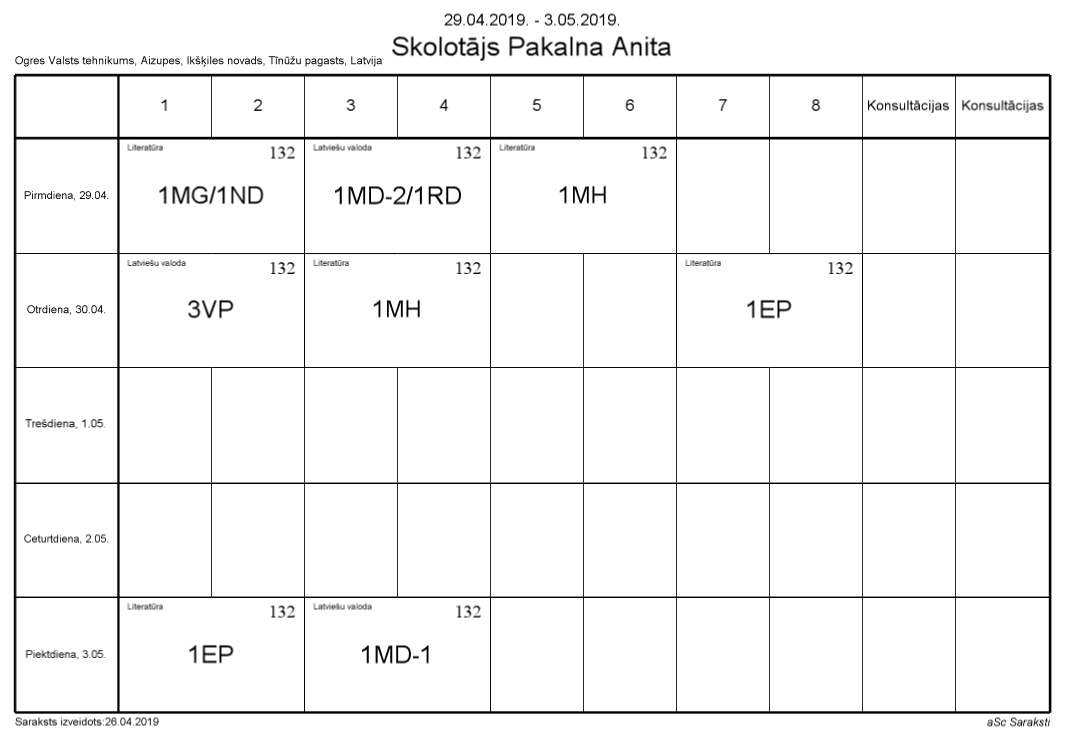 29.04.2019. - 3.05.2019.
Skolotājs Pakalna Anita
Ogres Valsts tehnikums, Aizupes, Ikšķiles novads, Tīnūžu pagasts, Latvija
1 2 3 4 5 6 7 8 Konsultācijas Konsultācijas
Literatūra 132 Latviešu valoda 132 Literatūra 132
Pirmdiena, 29.04. 1MG/1ND 1MD-2/1RD 1MH
Latviešu valoda 132 Literatūra 132 Literatūra 132
Otrdiena, 30.04. 3VP 1MH 1EP
Trešdiena, 1.05.
Ceturtdiena, 2.05.
Literatūra 132 Latviešu valoda 132
Piektdiena, 3.05. 1EP 1MD-1
Saraksts izveidots:26.04.2019 aSc Saraksti